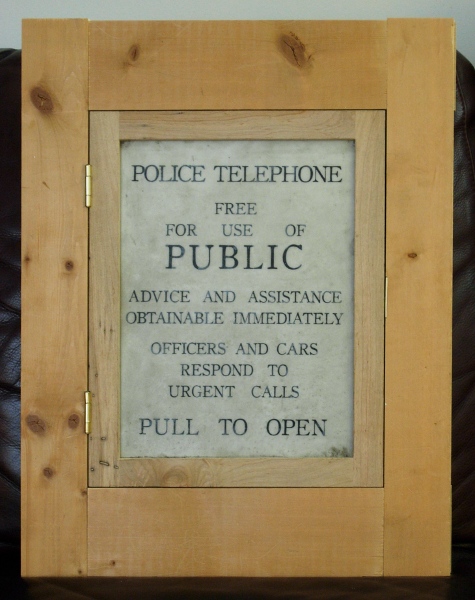 POLICE TELEPHONE
FREE
FOR USE OF
PUBLIC
ADVICE AND ASSISTANCE
OBTAINABLE IMMEDIATELY
OFFICERS AND CARS
RESPOND TO
URGENT CALLS
PULL TO OPEN